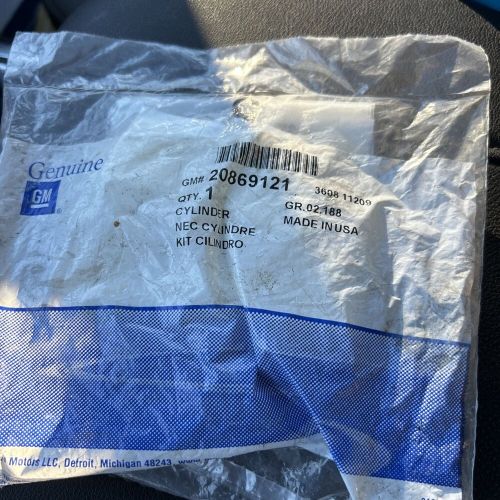 Genuine
GM
GM# 20869121
3608 11209
QTY. 1
GR.02,188
CYLINDER
MADE IN USA
NEC CYLINDRE
KIT CILINDRO
Motors LLC, Detroit, Michigan 48243